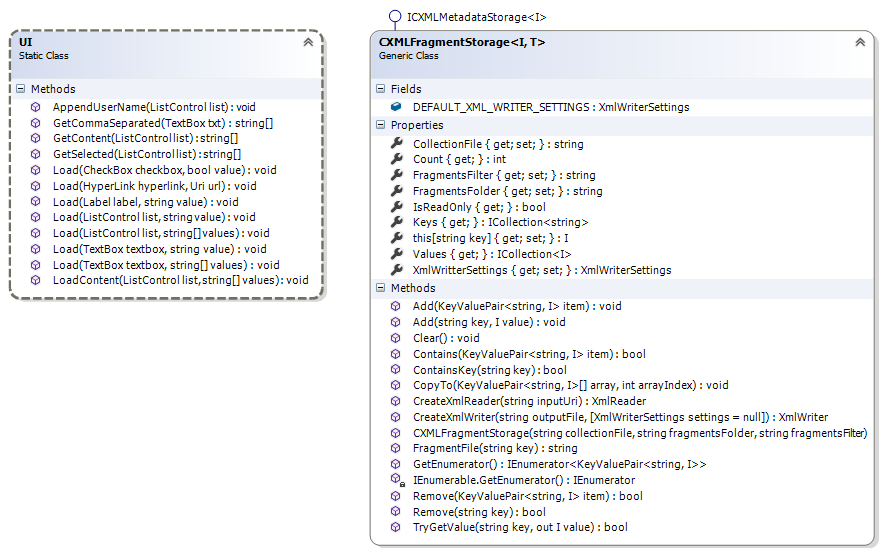 UI
Static Class
Methods
AppendUserName(ListControl list) : void
GetCommaSeparated(TextBox txt) : string[]
GetContent(ListControl list) : string[]
GetSelected(ListControl list) : string[]
Load(CheckBox checkbox, bool value) : void
Load(HyperLink hyperlink, Uri url) : void
Load(Label label, string value) : void
Load(ListControl list, string value) : void
Load(ListControl list, string[] values) : void
Load(TextBox textbox, string value) : void
Load(TextBox textbox, string[] values) : void
LoadContent(ListControl list, string[] values) : void
ICXMLMetadataStorage<I>
CXMLFragmentStorage<I, T>
Generic Class
Fields
DEFAULT_XML_WRITER_SETTINGS : XmlWriterSettings
Properties
CollectionFile { get; set; } : string
Count { get; } : int
FragmentsFilter { get; set; } : string
FragmentsFolder { get; set; } : string
IsReadOnly { get; } : bool
Keys { get; } : ICollection<string>
this[string key] { get; set; } : I
Values { get; } : ICollection<I>
XmlWritterSettings { get; set; } : XmlWriterSettings
Methods
Add(KeyValuePair<string, I> item) : void
Add(string key, I value) : void
Clear() : void
Contains(KeyValuePair<string, I> item) : bool
ContainsKey(string key) : bool
CopyTo(KeyValuePair<string, I>[] array, int arrayIndex) : void
CreateXmlReader(string inputUri) : XmlReader
CreateXmlWriter(string outputFile, [XmlWriterSettings settings = null]) : XmlWriter
CXMLFragmentStorage(string collectionFile, string fragmentsFolder, string fragmentsFilter)
FragmentFile(string key) : string
GetEnumerator() : IEnumerator<KeyValuePair<string, I>>
IEnumerable.GetEnumerator() : IEnumerator
Remove(KeyValuePair<string, I> item) : bool
Remove(string key) : bool
TryGetValue(string key, out I value) : bool